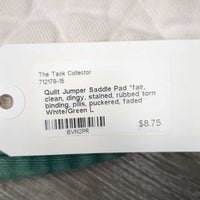 The Tack Collector
712179-15
Quilt Jumper Saddle Pad *fair,
clean, dingy, stained, rubbed torn
binding, pills, puckered, faded
White/Green L
$8.75
BVN2PR